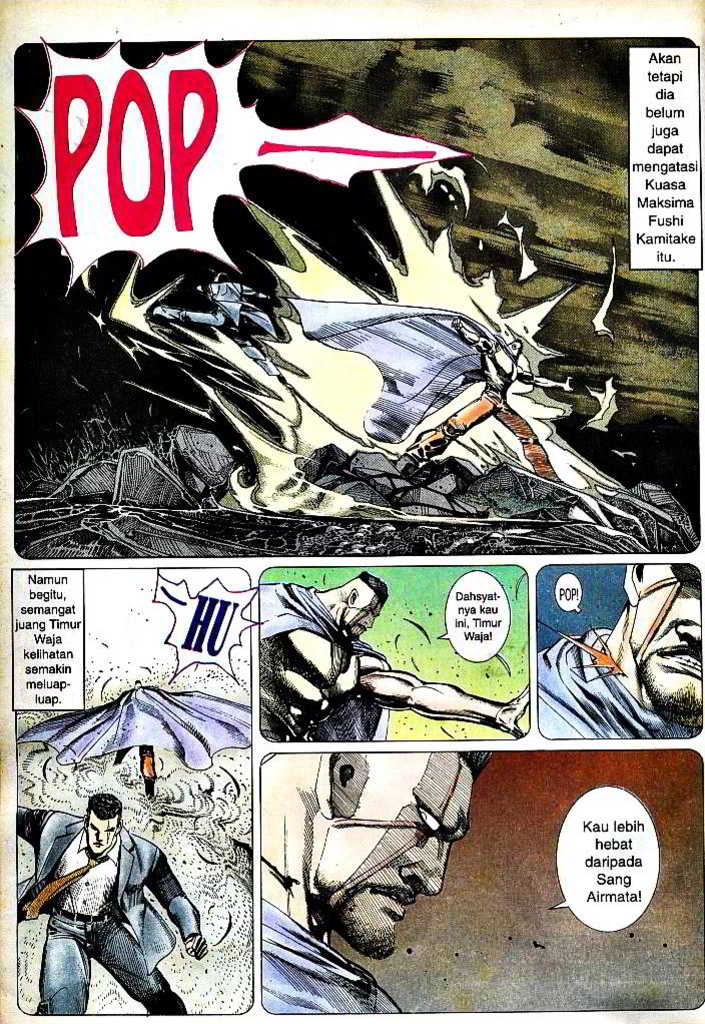 POP
Akan
tetapi
dia
belum
juga
dapat
mengatasi
Kuasa
Maksima
Fushi
Kamitake
itu.
Namun
begitu,
semangat
juang Timur
Waja
kelihatan
semakin
meluap-
luap.
HU
Dahsyat-
nya kau
ini, Timur
Waja!
POP!
Kau lebih
hebat
daripada
Sang
Airmata!